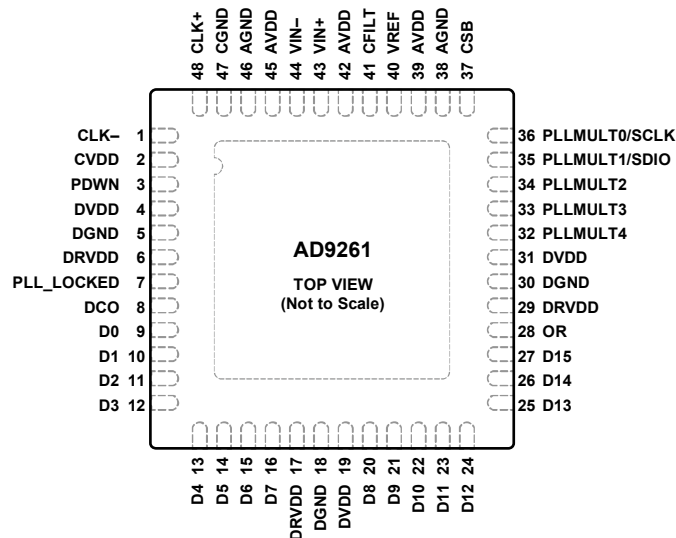 48 CLK+
47 CGND
46 AGND
45 AVDD
44 VIN–
43 VIN+
42 AVDD
41 CFILT
40 VREF
39 AVDD
38 AGND
37 CSB
CLK– 1
CVDD 2
PDWN 3
DVDD 4
DGND 5
DRVDD 6
PLL_LOCKED 7
DCO 8
D0 9
D1 10
D2 11
D3 12
AD9261
TOP VIEW
(Not to Scale)
36 PLLMULT0/SCLK
35 PLLMULT1/SDIO
34 PLLMULT2
33 PLLMULT3
32 PLLMULT4
31 DVDD
30 DGND
29 DRVDD
28 OR
27 D15
26 D14
25 D13
D4 13
D5 14
D6 15
D7 16
DRVDD 17
DGND 18
DVDD 19
D8 20
D9 21
D10 22
D11 23
D12 24